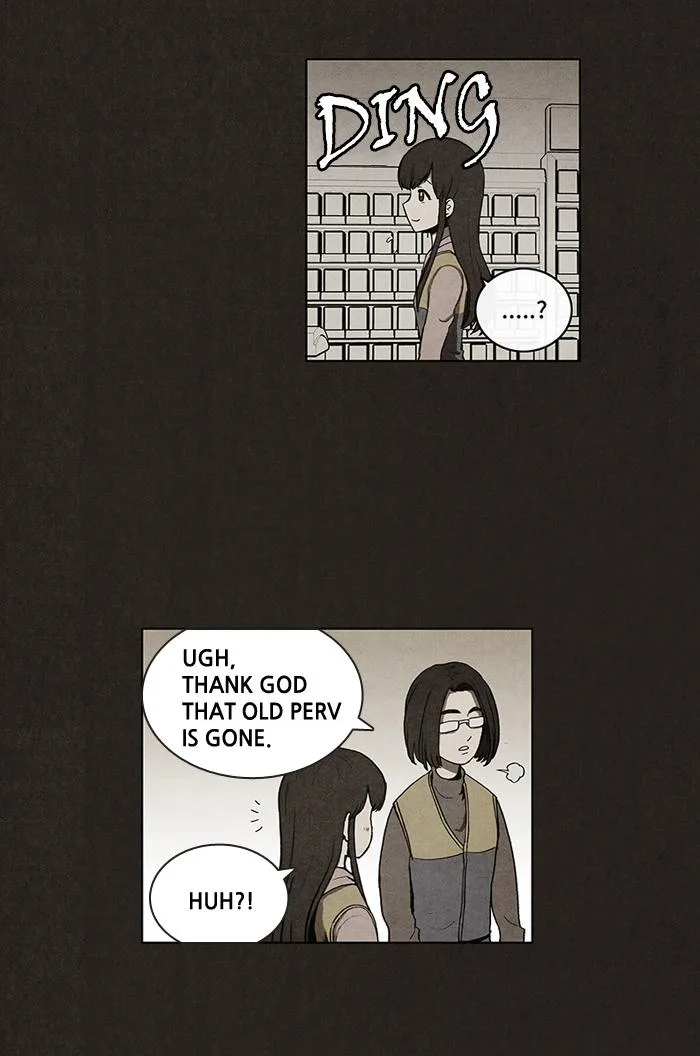 DING
.....?
UGH,
THANK GOD
THAT OLD PERV
IS GONE.
HUH?!